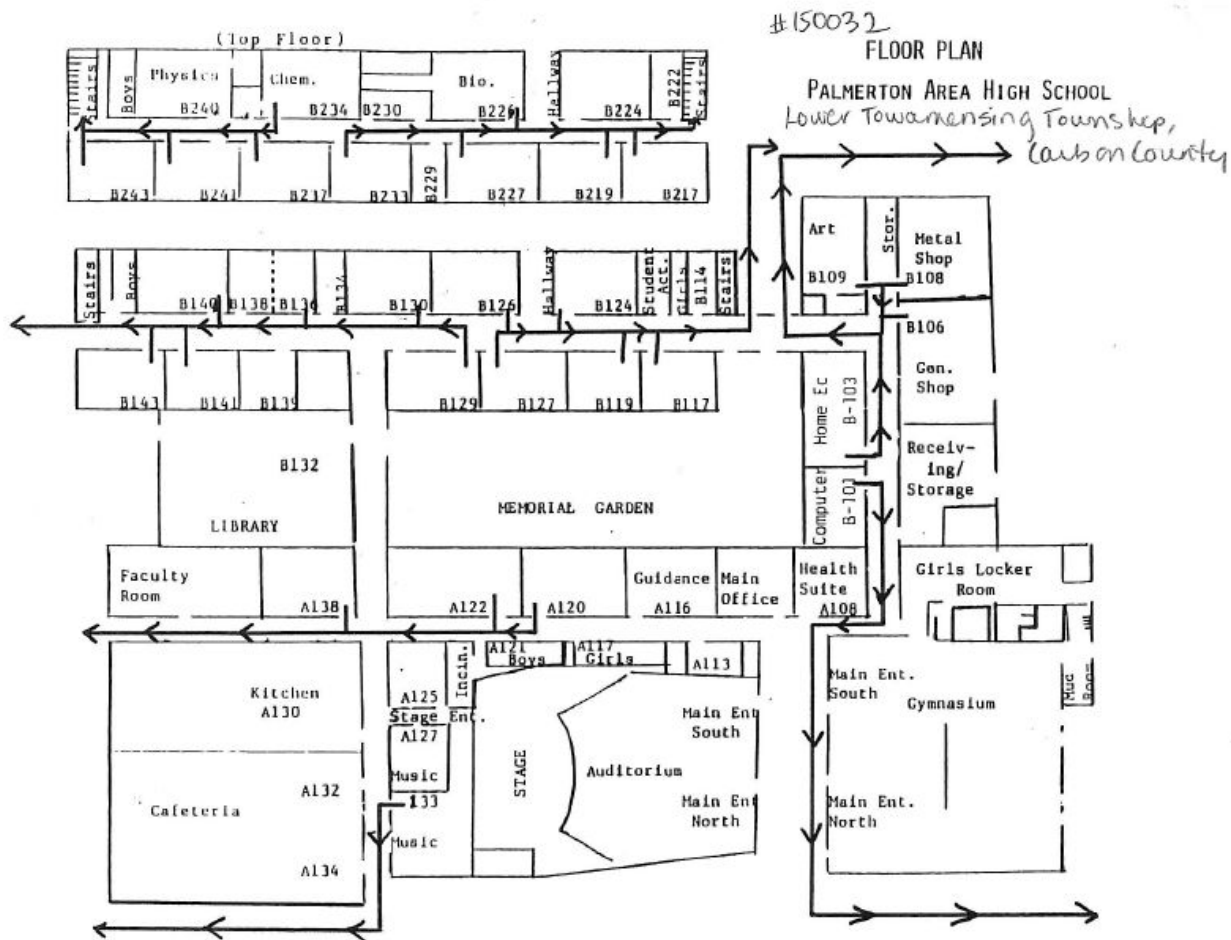 #150032
FLOOR PLAN
PALMERTON AREA HIGH SCHOOL
Lower Towamensing Township,
Carbon County
(Top Floor)
Stairs
Boys
Physics
B240
Chem.
B234
B230
Bio.
B226
Hallway
B224
B222
Stairs
B243
B241
B237
B233
B229
B227
B219
B217
Stairs
Boys
B140
B138
B136
B134
B130
B126
Hallway
B124
Student
Act.
Girls
B114
Stairs
Art
B109
Stor.
Metal
Shop
B108
B106
Gen.
Shop
B143
B141
B139
B129
B127
B119
B117
Home Ec
B-103
Computer
B-101
Receiv-
ing/
Storage
B132
LIBRARY
MEMORIAL GARDEN
Faculty
Room
A138
A122
A120
Guidance
A116
Main
Office
Health
Suite
A108
Girls Locker
Room
Kitchen
A130
A125
Stage Ent.
A127
Music
Incin.
A121
Boys
A117
Girls
A113
Main Ent
South
Main Ent.
South
Gymnasium
Mud
Room
Cafeteria
A132
A134
133
Music
STAGE
Auditorium
Main Ent
North
Main Ent.
North